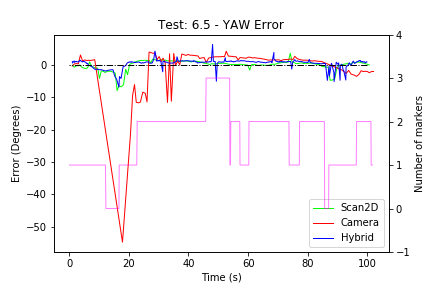 Test: 6.5 - YAW Error
Error (Degrees)
0
−10
−20
−30
−40
−50
4
3
2
1
0
−1
Number of markers
Scan2D
Camera
Hybrid
0
20
40
60
80
100
Time (s)